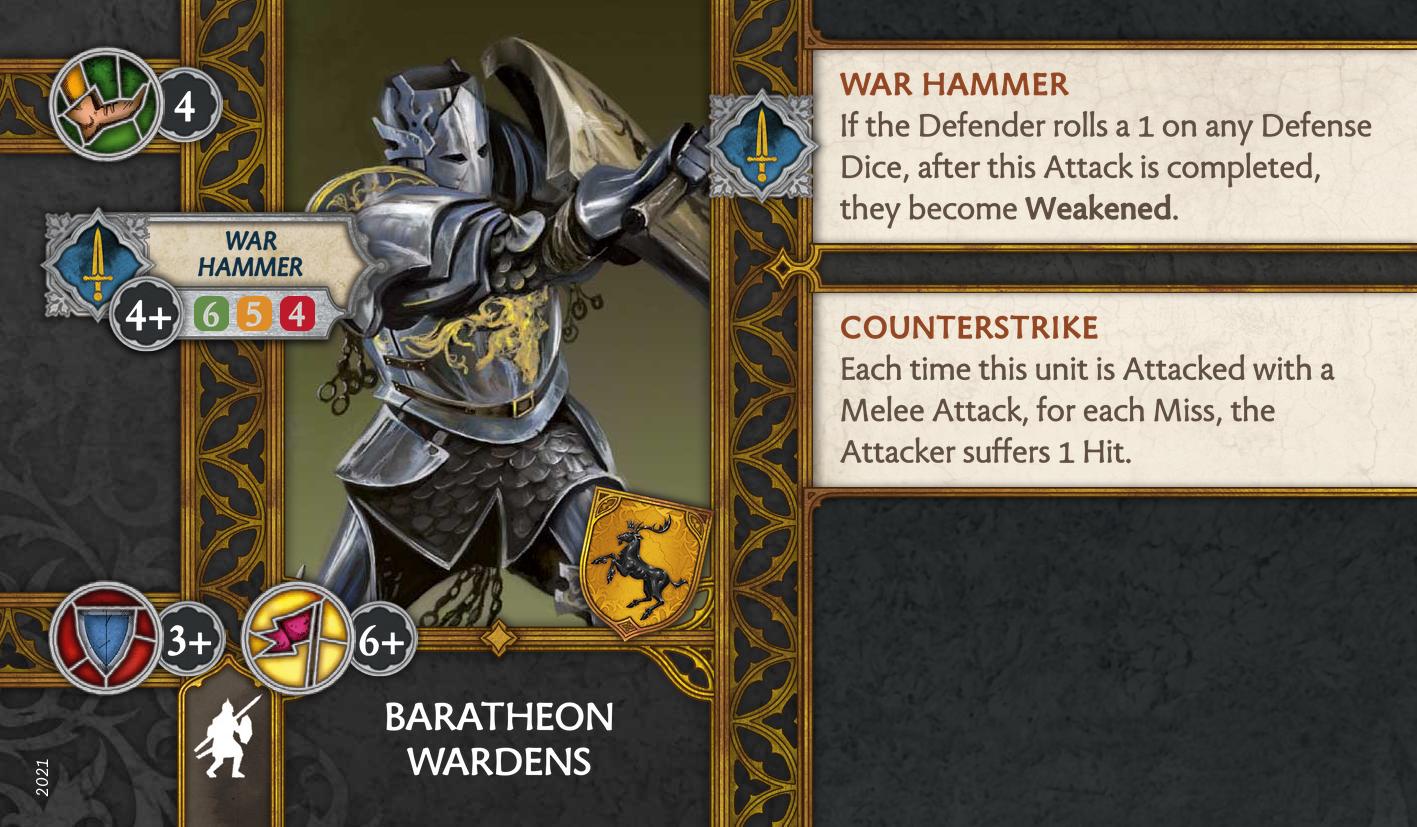 4
WAR
HAMMER
4+ 6 5 4
3+ 6+
BARATHEON
WARDENS
2021
WAR HAMMER
If the Defender rolls a 1 on any Defense
Dice, after this Attack is completed,
they become Weakened.
COUNTERSTRIKE
Each time this unit is Attacked with a
Melee Attack, for each Miss, the
Attacker suffers 1 Hit.